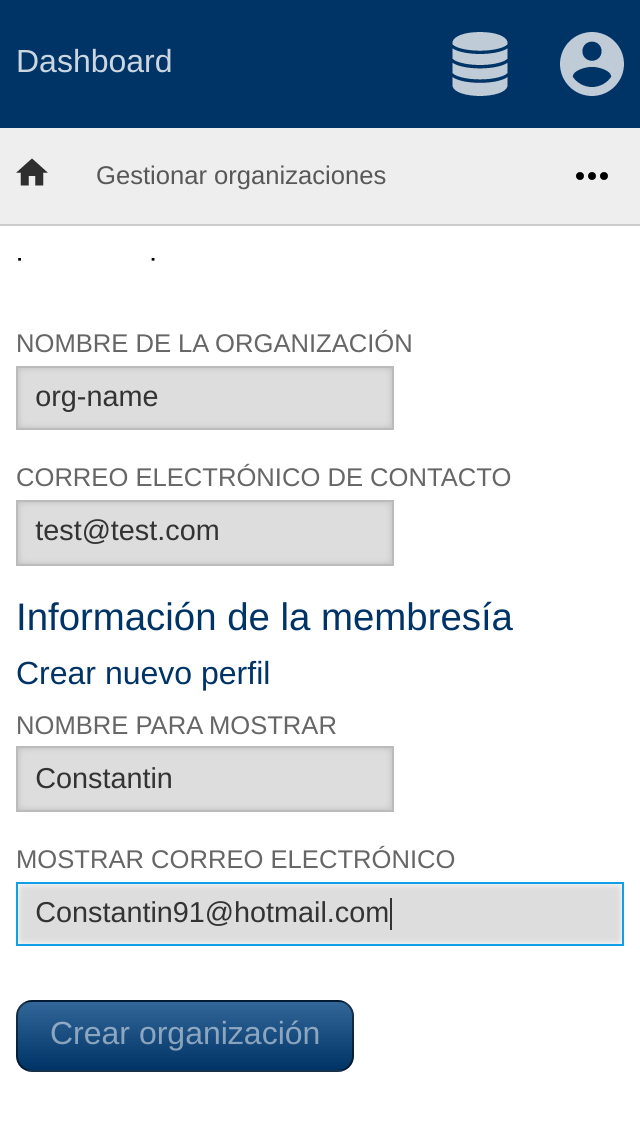 Dashboard
Gestionar organizaciones
NOMBRE DE LA ORGANIZACIÓN
org-name
CORREO ELECTRÓNICO DE CONTACTO
test@test.com
Información de la membresía
Crear nuevo perfil
NOMBRE PARA MOSTRAR
Constantin
MOSTRAR CORREO ELECTRÓNICO
Constantin91@hotmail.com
Crear organización